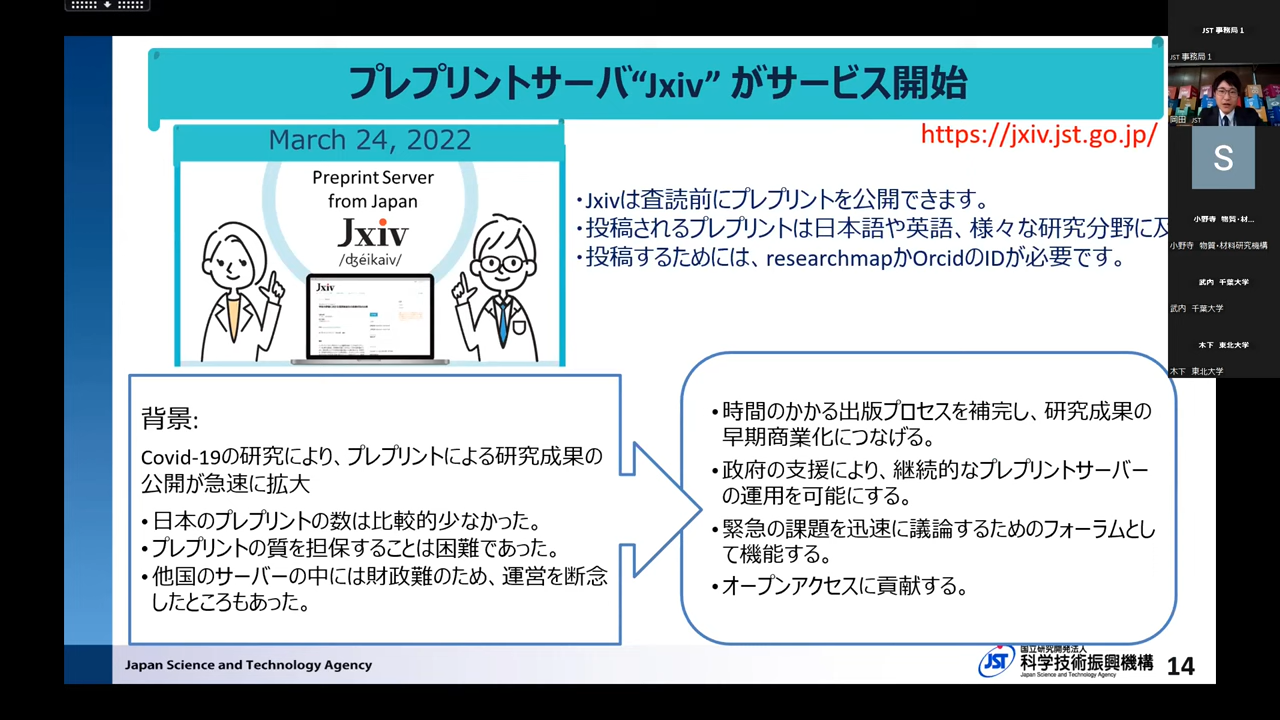 プレプリントサーバ“Jxiv” がサービス開始
March 24, 2022
https://jxiv.jst.go.jp/
Preprint Server
from Japan
Jxiv
/dʒéikaiv/
Jxiv
・Jxivは査読前にプレプリントを公開できます。
・投稿されるプレプリントは日本語や英語、様々な研究分野に及
・投稿するためには、researchmapかOrcidのIDが必要です。
背景:
Covid-19の研究により、プレプリントによる研究成果の
公開が急速に拡大
•日本のプレプリントの数は比較的少なかった。
•プレプリントの質を担保することは困難であった。
•他国のサーバーの中には財政難のため、運営を断念
したところもあった。
•時間のかかる出版プロセスを補完し、研究成果の
早期商業化につなげる。
•政府の支援により、継続的なプレプリントサーバー
の運用を可能にする。
•緊急の課題を迅速に議論するためのフォーラムとし
て機能する。
•オープンアクセスに貢献する。
Japan Science and Technology Agency
JST
国立研究開発法人
科学技術振興機構
Japan Science and Technology Agency
14
JST 事務局 1
JST 事務局 1
岡田 JST
S
小野寺 物質・材...
小野寺 物質・材料研究機構
武内 千葉大学
武内 千葉大学
木下 東北大学
木下 東北大学